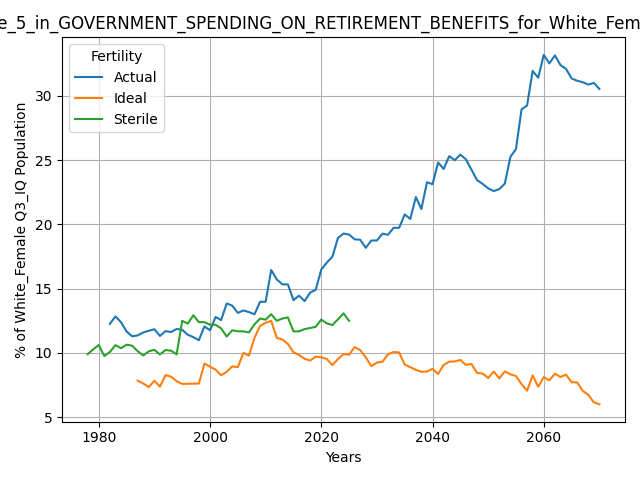 e_5_in_GOVERNMENT_SPENDING_ON_RETIREMENT_BENEFITS_for_White_Fem
Fertility
Actual
Ideal
Sterile
% of White_Female Q3_IQ Population
30
25
20
15
10
5
1980
2000
2020
2040
2060
Years